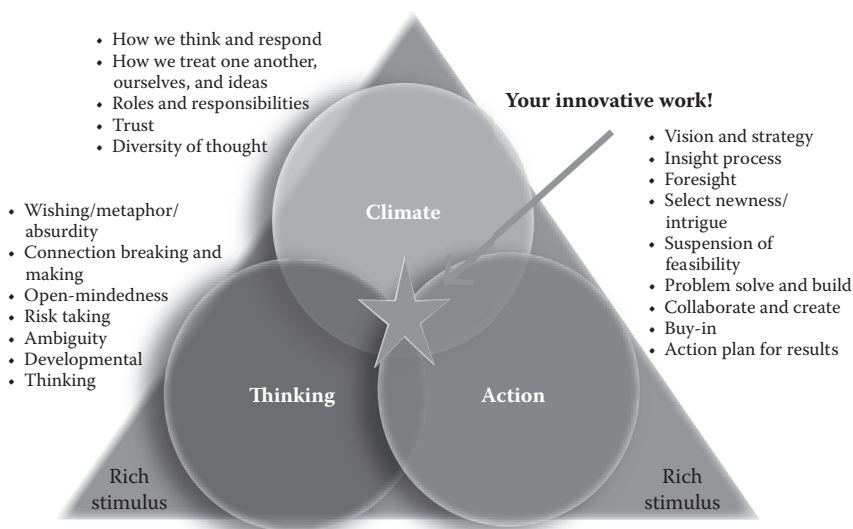 • How we think and respond
• How we treat one another,
ourselves, and ideas
• Roles and responsibilities
• Trust
• Diversity of thought
Your innovative work!
• Vision and strategy
• Insight process
• Foresight
• Select newness/
intrigue
• Suspension of
feasibility
• Problem solve and build
• Collaborate and create
• Buy-in
• Action plan for results
• Wishing/metaphor/
absurdity
• Connection breaking and
making
• Open-mindedness
• Risk taking
• Ambiguity
• Developmental
• Thinking
Climate
Thinking
Action
Rich
stimulus
Rich
stimulus